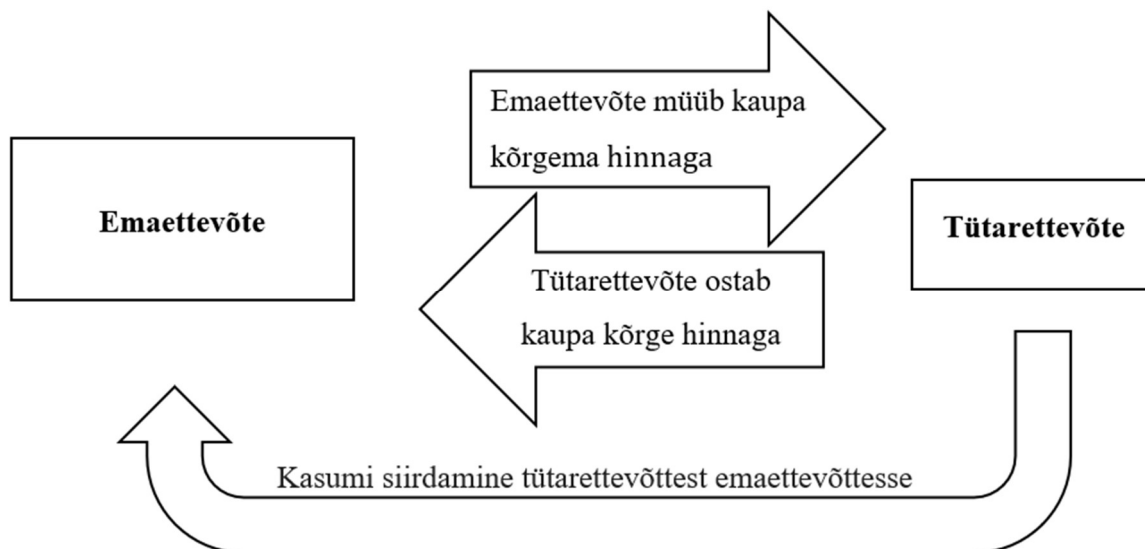 Emaettevõte müüb kaupa
kõrgema hinnaga
Emaettevõte
Tütarettevõte
Tütarettevõte ostab
kaupa kõrge hinnaga
Kasumi siirdamine tütarettevõttest emaettevõttesse